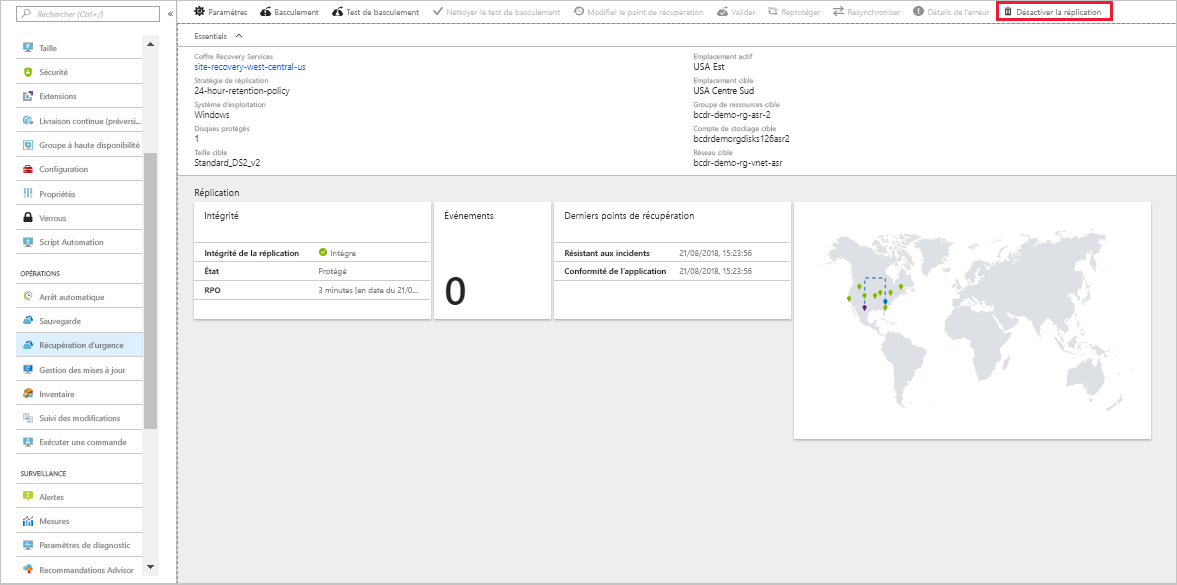 Rechercher (Ctrl+/)
«
Taille
Sécurité
Extensions
Livraison continue (préversi...
Groupe à haute disponibilité
Configuration
Propriétés
Verrous
Script Automation
OPÉRATIONS
Arrêt automatique
Sauvegarde
Récupération d'urgence
Gestion des mises à jour
Inventaire
Suivi des modifications
Exécuter une commande
SURVEILLANCE
Alertes
Mesures
Paramètres de diagnostic
Recommandations Advisor
Paramètres Basculement Test de basculement Nettoyer le test de basculement Modifier le point de récupération Valider Reprotéger Resynchroniser Détails de l'erreur Désactiver la réplication
Essentials
Coffre Recovery Services
site-recovery-west-central-us
Stratégie de réplication
24-hour-retention-policy
Système d'exploitation
Windows
Disques protégés
1
Taille cible
Standard_DS2_v2
Emplacement actif
USA Est
Emplacement cible
USA Centre Sud
Groupe de ressources cible
bcdr-demo-rg-asr-2
Compte de stockage cible
bcdrdemorgdisks126asr2
Réseau cible
bcdr-demo-rg-vnet-asr
Réplication
Intégrité
Intégrité de la réplication Intègre
État Protégé
RPO 3 minutes [en date du 21/0...
Événements
0
Derniers points de récupération
Résistant aux incidents 21/08/2018, 15:23:56
Conformité de l'application 21/08/2018, 15:23:56